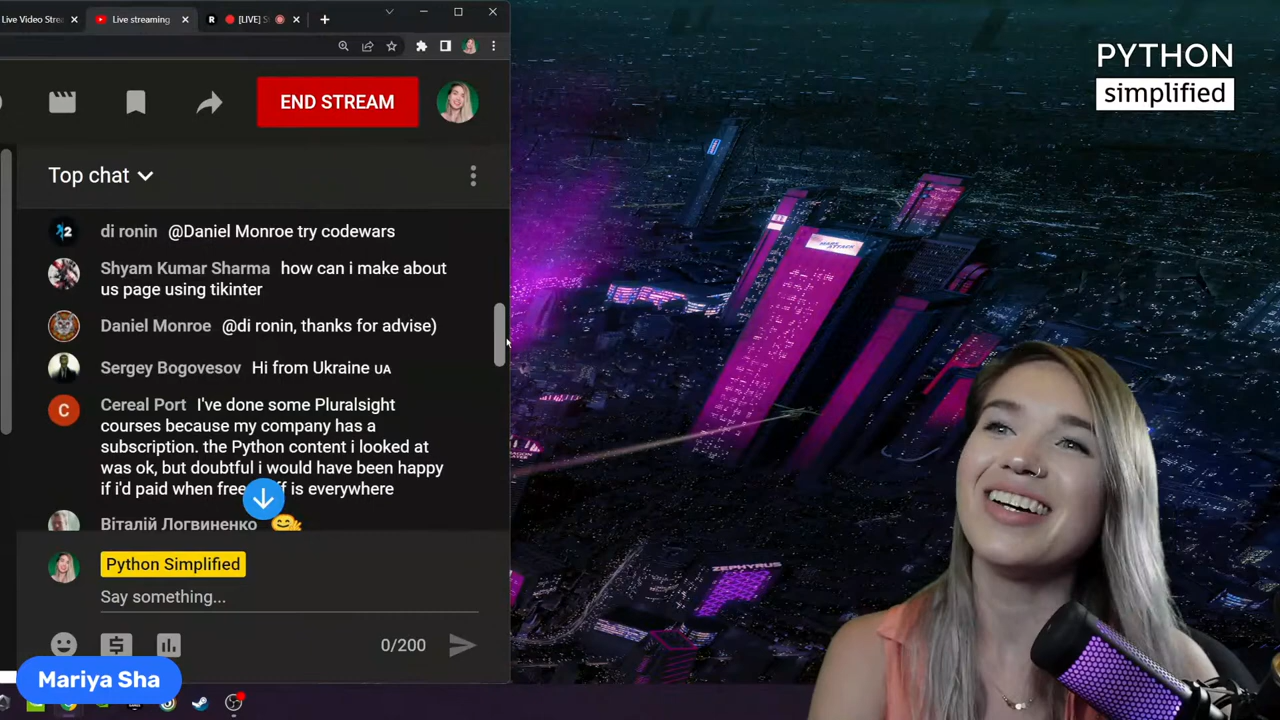 Live Video Strea
Live streaming
[LIVE] S
PYTHON
simplified
END STREAM
Top chat
di ronin @Daniel Monroe try codewars
Shyam Kumar Sharma how can i make about
us page using tikinter
Daniel Monroe @di ronin, thanks for advise)
Sergey Bogovesov Hi from Ukraine UA
C
Cereal Port I've done some Pluralsight
courses because my company has a
subscription. the Python content i looked at
was ok, but doubtful i would have been happy
if i'd paid when free ff is everywhere
Віталій Логвиненко
Python Simplified
Say something...
0/200
Mariya Sha
ZEPHYRUS